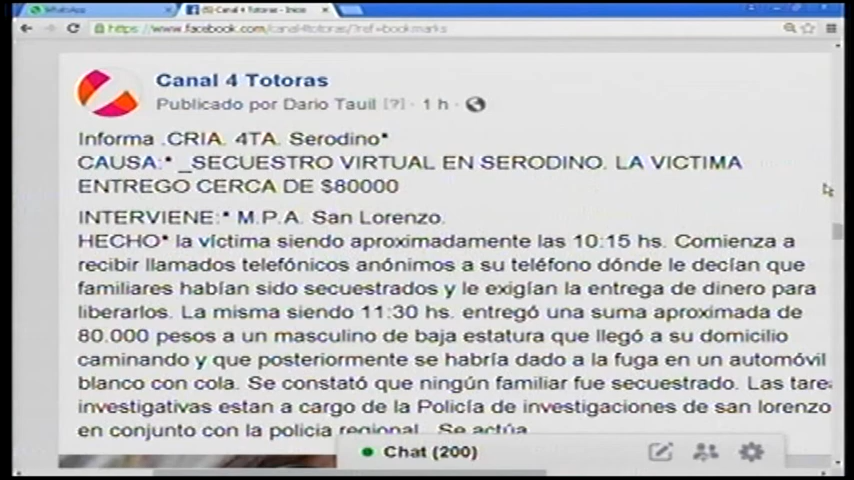 WhatsApp
(5) Canal 4 Totoras - Inicio
https://www.facebook.com/canal4totoras/?ref=bookmarks
Canal 4 Totoras
Publicado por Dario Tauil [?] · 1 h ·
Informa .CRIA. 4TA. Serodino*
CAUSA:* _SECUESTRO VIRTUAL EN SERODINO. LA VICTIMA
ENTREGO CERCA DE $80000
INTERVIENE:* M.P.A. San Lorenzo.
HECHO* la víctima siendo aproximadamente las 10:15 hs. Comienza a
recibir llamados telefónicos anónimos a su teléfono dónde le decían que
familiares habían sido secuestrados y le exigían la entrega de dinero para
liberarlos. La misma siendo 11:30 hs. entregó una suma aproximada de
80.000 pesos a un masculino de baja estatura que llegó a su domicilio
caminando y que posteriormente se habría dado a la fuga en un automóvil
blanco con cola. Se constató que ningún familiar fue secuestrado. Las tarea
investigativas estan a cargo de la Policía de investigaciones de san lorenzo
en conjunto con la policia regional . Se actúa.
Chat (200)